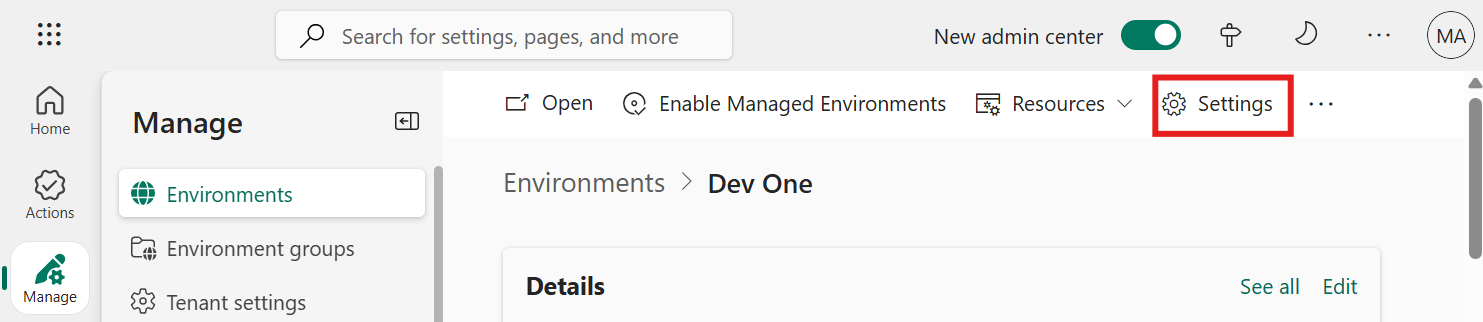 Search for settings, pages, and more
New admin center
MA
Home
Actions
Manage
Manage
Environments
Environment groups
Tenant settings
Open
Enable Managed Environments
Resources
Settings
Environments > Dev One
Details
See all
Edit